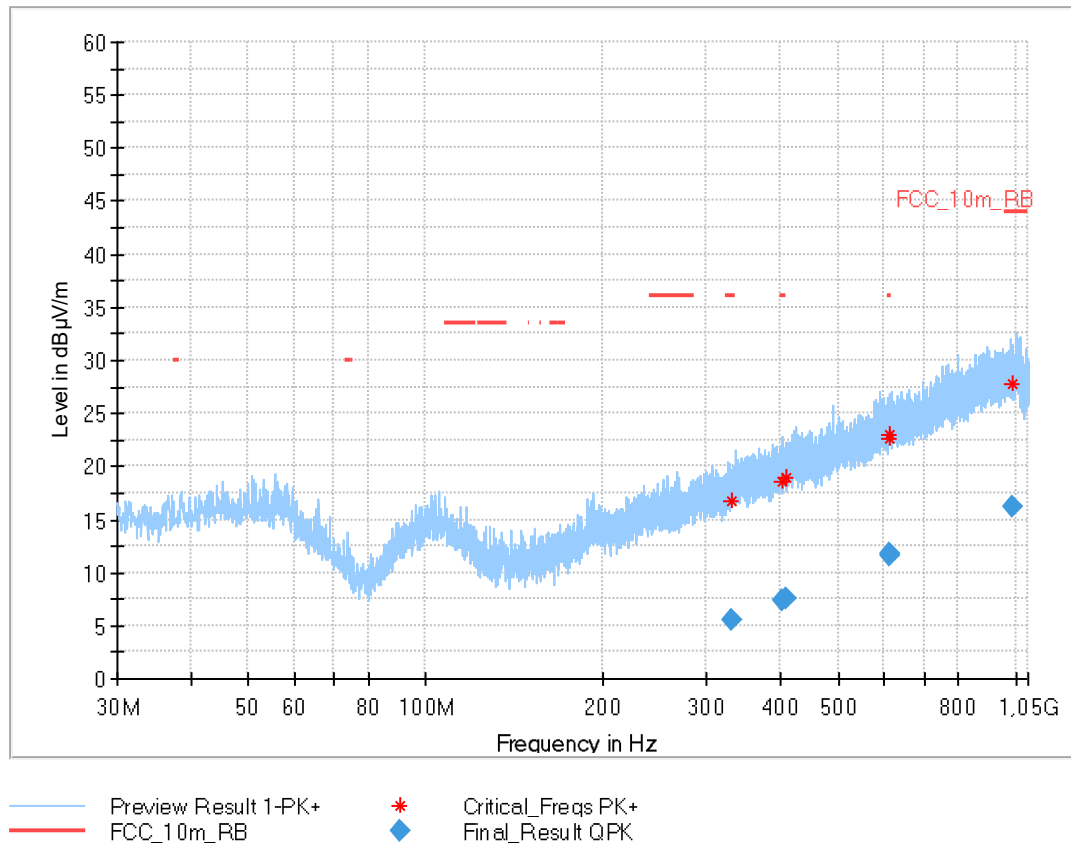 60
55
50
45
40
35
30
25
20
15
10
5
0
Level in dBµV/m
FCC_10m_RB
30M 50 60 80 100M 200 300 400 500 800 1,05G
Frequency in Hz
Preview Result 1-PK+ Critical_Freqs PK+
FCC_10m_RB Final_Result QPK